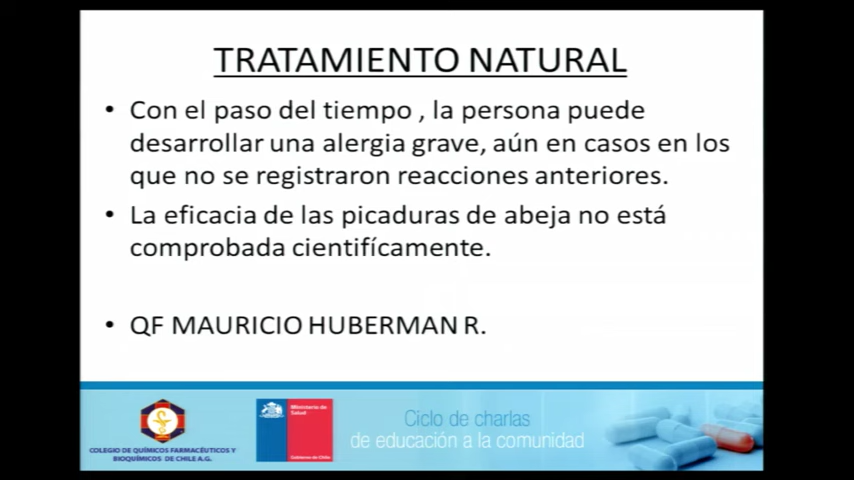 TRATAMIENTO NATURAL
• Con el paso del tiempo , la persona puede
desarrollar una alergia grave, aún en casos en los
que no se registraron reacciones anteriores.
• La eficacia de las picaduras de abeja no está
comprobada cientifícamente.
• QF MAURICIO HUBERMAN R.
COLEGIO DE QUÍMICOS FARMACÉUTICOS Y
BIOQUÍMICOS DE CHILE A.G.
Ministerio de
Salud
Gobierno de Chile
Ciclo de charlas
de educación a la comunidad